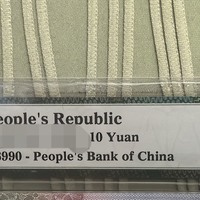 eople's Republic
10 Yuan
990 - People's Bank of China